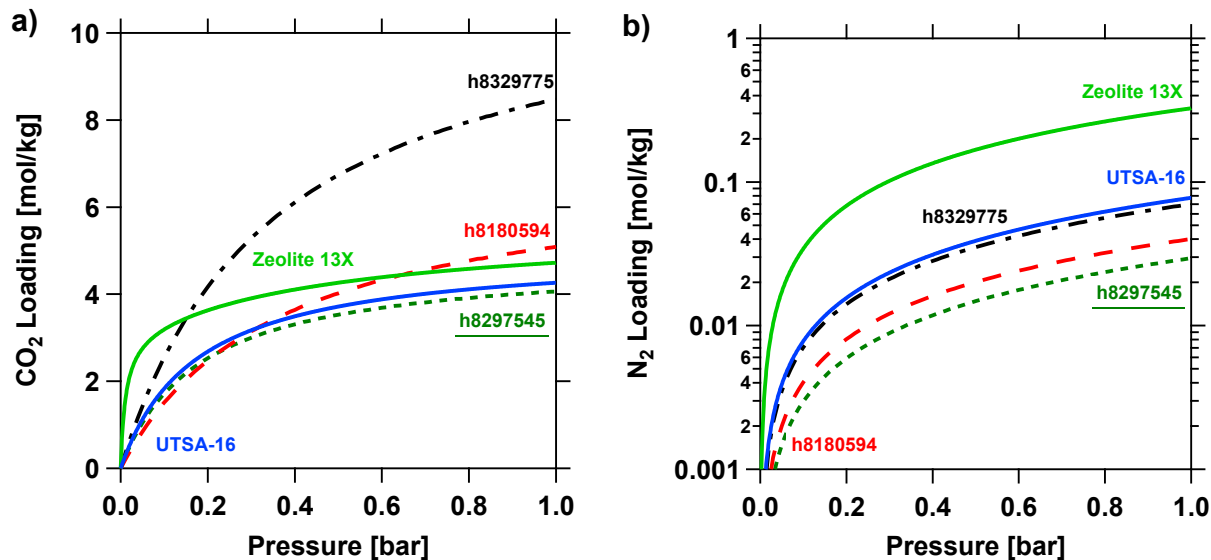 a)
CO2 Loading [mol/kg]
10
8
6
4
2
0
h8329775
h8180594
Zeolite 13X
h8297545
UTSA-16
0.0 0.2 0.4 0.6 0.8 1.0
Pressure [bar]
b)
N2 Loading [mol/kg]
1
6
4
2
0.1
6
4
2
0.01
6
4
2
0.001
Zeolite 13X
UTSA-16
h8329775
h8297545
h8180594
0.0 0.2 0.4 0.6 0.8 1.0
Pressure [bar]